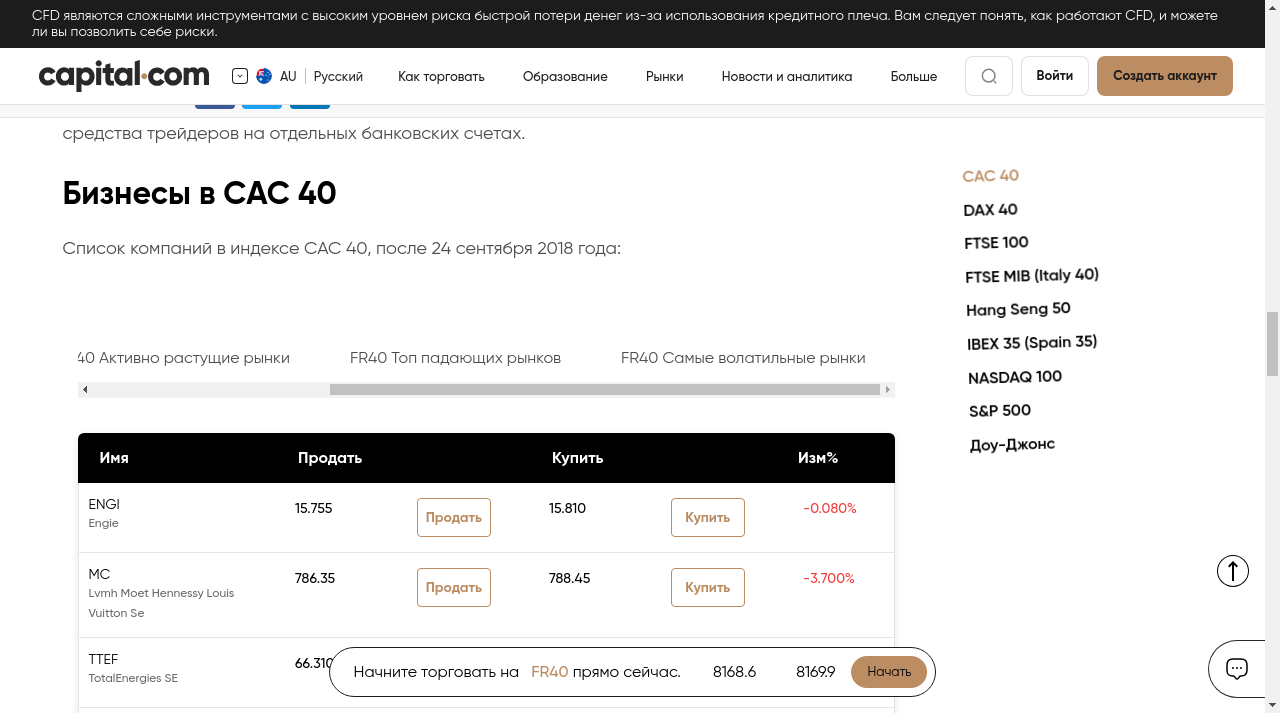 CFD являются сложными инструментами с высоким уровнем риска быстрой потери денег из-за использования кредитного плеча. Вам следует понять, как работают CFD, и можете
ли вы позволить себе риски.
capital.com AU Русский Как торговать Образование Рынки Новости и аналитика Больше Войти Создать аккаунт
средства трейдеров на отдельных банковских счетах.
Бизнесы в CAC 40
Список компаний в индексе CAC 40, после 24 сентября 2018 года:
40 Активно растущие рынки FR40 Топ падающих рынков FR40 Самые волатильные рынки
Имя Продать Купить Изм%
ENGI 15.755 Продать 15.810 Купить -0.080%
Engie
MC 786.35 Продать 788.45 Купить -3.700%
Lvmh Moet Hennessy Louis
Vuitton Se
TTEF 66.310
TotalEnergies SE
Начните торговать на FR40 прямо сейчас. 8168.6 8169.9 Начать
CAC 40
DAX 40
FTSE 100
FTSE MIB (Italy 40)
Hang Seng 50
IBEX 35 (Spain 35)
NASDAQ 100
S&P 500
Доу-Джонс